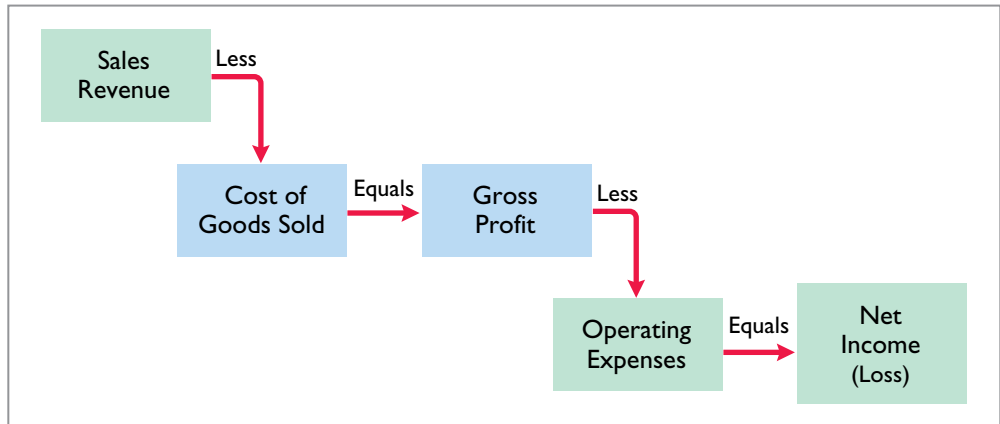 Sales
Revenue
Less
Cost of
Goods Sold
Equals
Gross
Profit
Less
Operating
Expenses
Equals
Net
Income
(Loss)